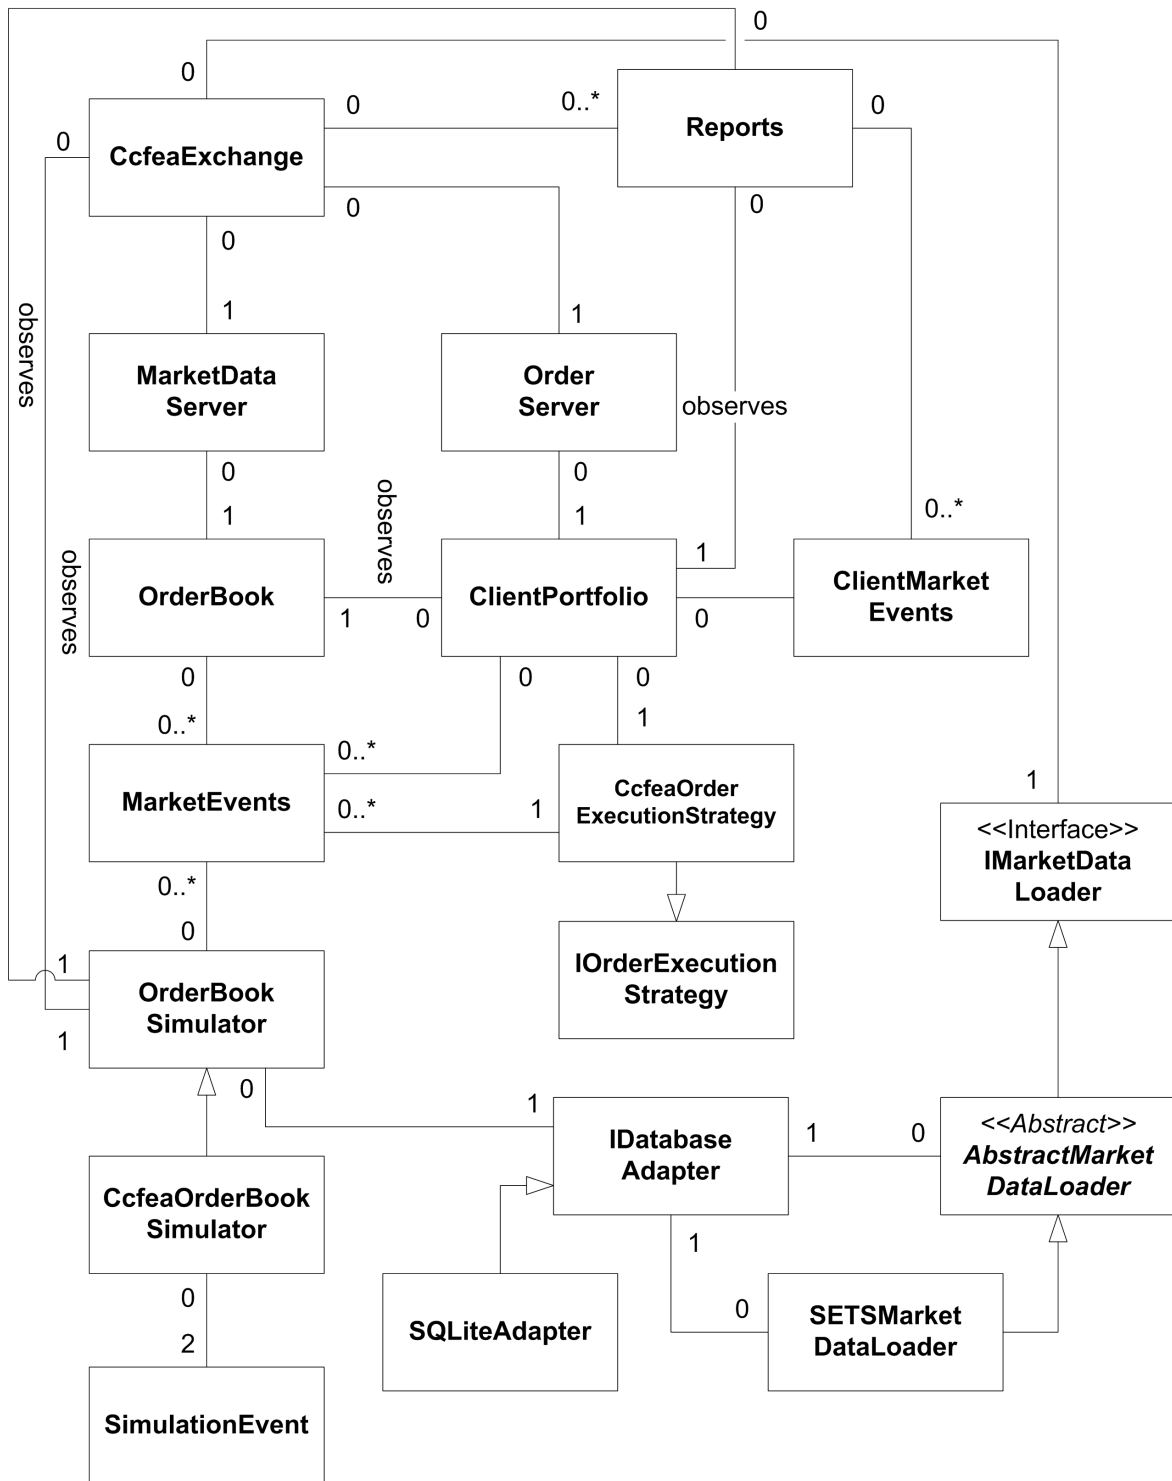 0
0
0
0..*
0
Reports
0
CcfeaExchange
0
0
0
1
1
observes
MarketData
Server
Order
Server
observes
0
0
observes
1
1
0..*
observes
1
OrderBook
ClientPortfolio
ClientMarket
Events
1
0
0
0
0
0
1
0..*
0..*
MarketEvents
0..*
1
CcfeaOrder
ExecutionStrategy
1
<<Interface>>
IMarketData
Loader
0..*
0
1
OrderBook
Simulator
IOrderExecution
Strategy
1
0
1
IDatabase
Adapter
1
0
<<Abstract>>
AbstractMarket
DataLoader
CcfeaOrderBook
Simulator
1
0
0
2
SQLiteAdapter
SETSMarket
DataLoader
SimulationEvent